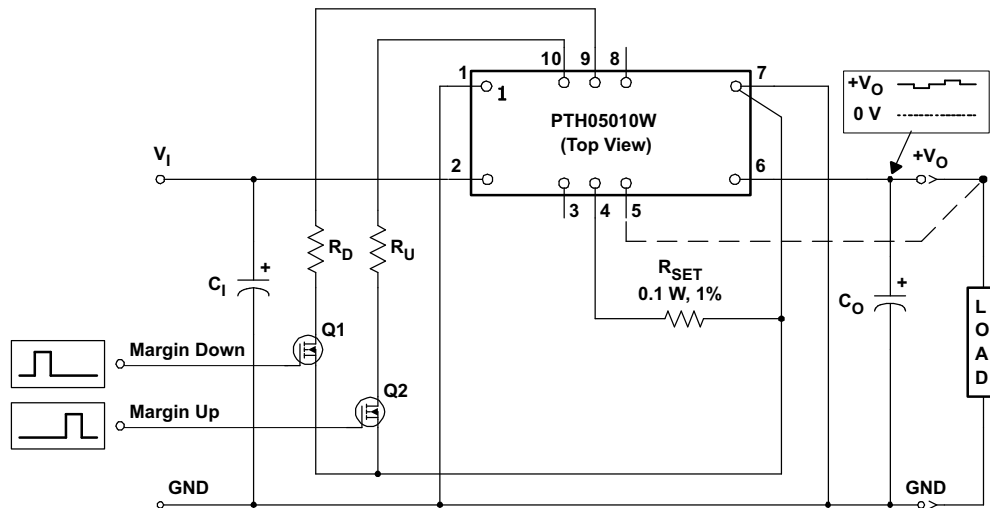 10 9 8
1 7
1
+VO
0 V
PTH05010W
(Top View)
VI
2 6
+VO
3 4 5
RD RU
RSET
0.1 W, 1%
CI +
+
CO
L
O
A
D
Q1
Margin Down
Q2
Margin Up
GND GND